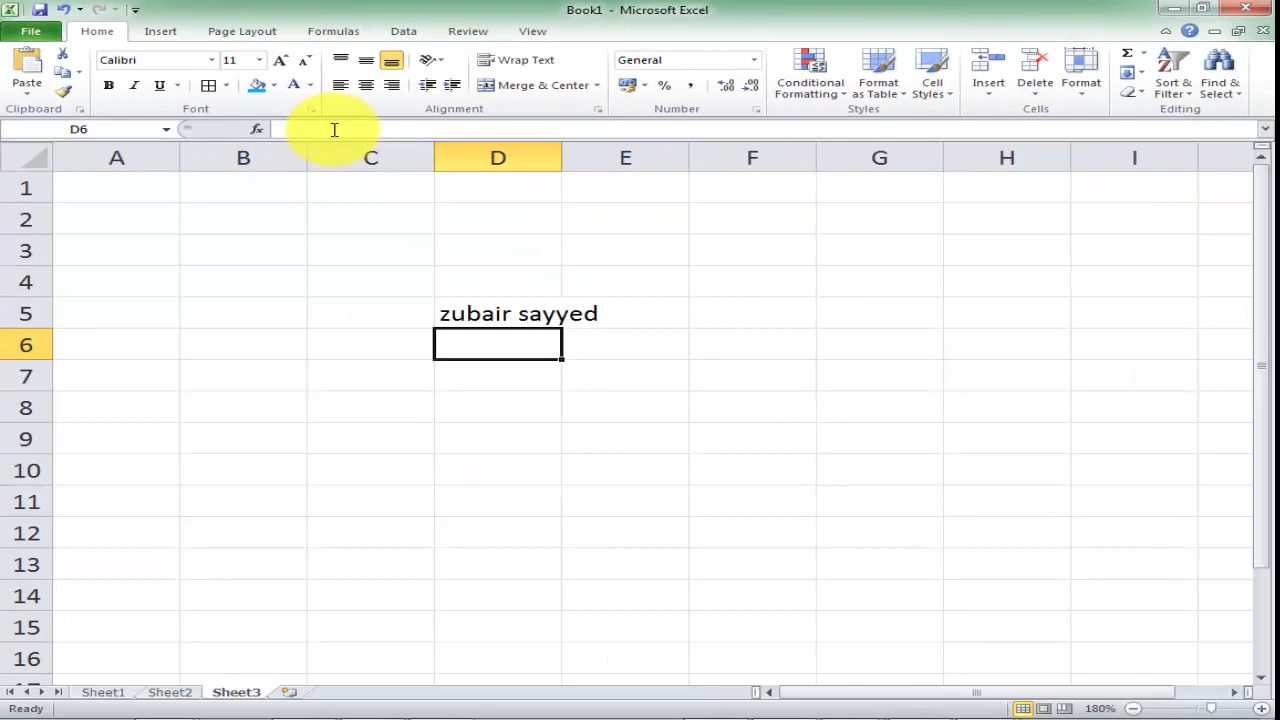 Book1 - Microsoft Excel
File Home Insert Page Layout Formulas Data Review View
Paste
Calibri 11
B I U A
Wrap Text
Merge & Center
General
%
Conditional Formatting
Format as Table
Cell Styles
Insert
Delete
Format
Σ
Sort & Filter
Find & Select
Clipboard Font Alignment Number Styles Cells Editing
D6 fx
A B C D E F G H I
1
2
3
4
5 zubair sayyed
6
7
8
9
10
11
12
13
14
15
16
Sheet1 Sheet2 Sheet3
Ready 180%